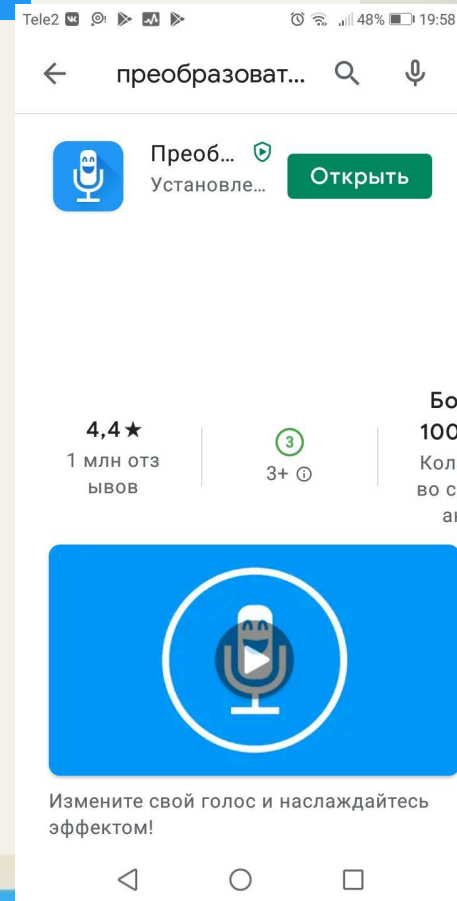 Tele2 48% 19:58
преобразоват...
Преоб...
Установле...
Открыть
4,4★
1 млн отз
ывов
3
3+
Бо
100
Кол
во с
ан
Измените свой голос и наслаждайтесь
эффектом!